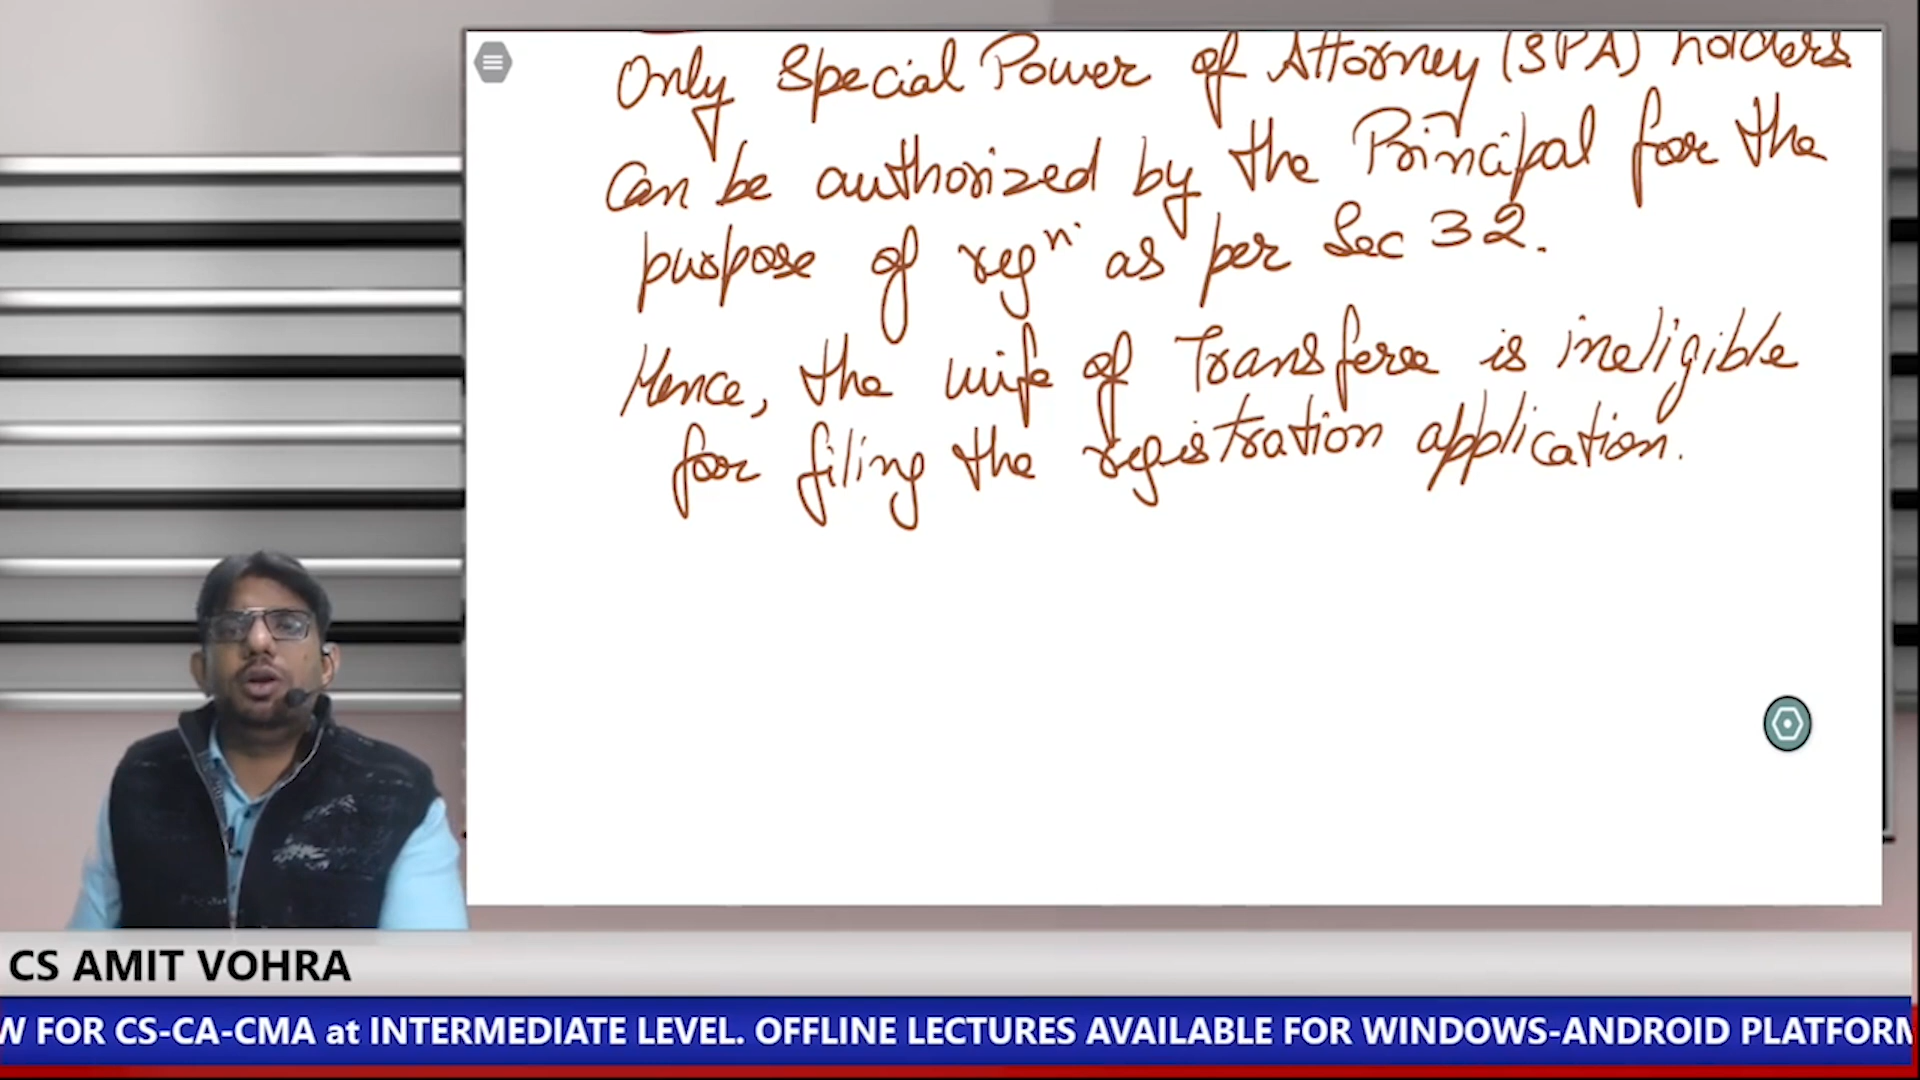 Only Special Power of Attorney (SPA) holders
can be authorized by the Principal for the
purpose of regn. as per Sec 32.
Hence, the wife of Transferee is ineligible
for filing the registration application.
CS AMIT VOHRA
W FOR CS-CA-CMA at INTERMEDIATE LEVEL. OFFLINE LECTURES AVAILABLE FOR WINDOWS-ANDROID PLATFORM